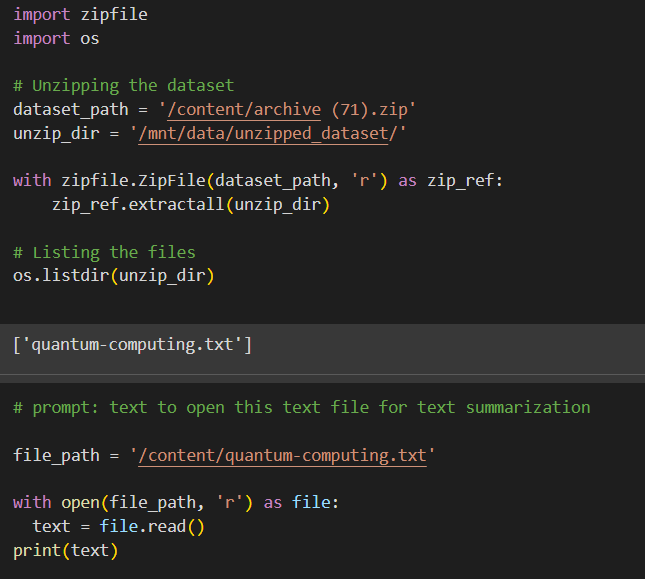 import zipfile
import os
# Unzipping the dataset
dataset_path = '/content/archive (71).zip'
unzip_dir = '/mnt/data/unzipped_dataset/'
with zipfile.ZipFile(dataset_path, 'r') as zip_ref:
    zip_ref.extractall(unzip_dir)
# Listing the files
os.listdir(unzip_dir)
['quantum-computing.txt']
# prompt: text to open this text file for text summarization
file_path = '/content/quantum-computing.txt'
with open(file_path, 'r') as file:
  text = file.read()
print(text)